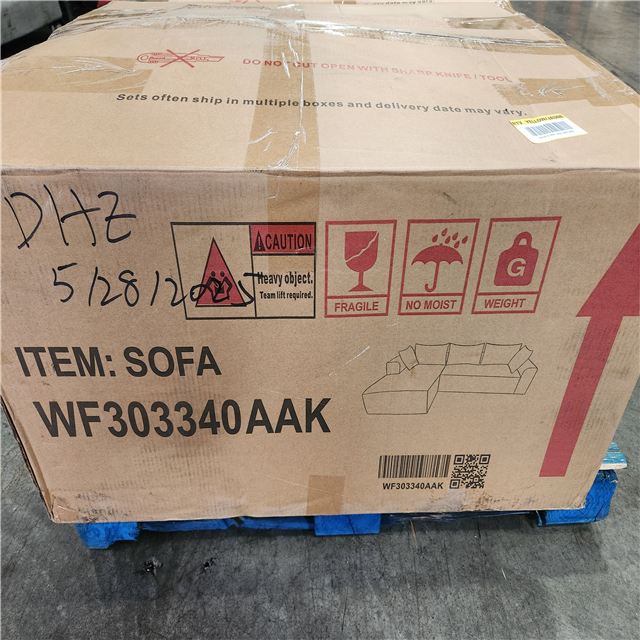 DO NOT CUT OPEN WITH SHARP KNIFE / TOOL
Sets often ship in multiple boxes and delivery date may vary.
DHZ
5/28/2025
CAUTION
Heavy object.
Team lift required.
FRAGILE
NO MOIST
G
WEIGHT
ITEM: SOFA
WF303340AAK
WF303340AAK